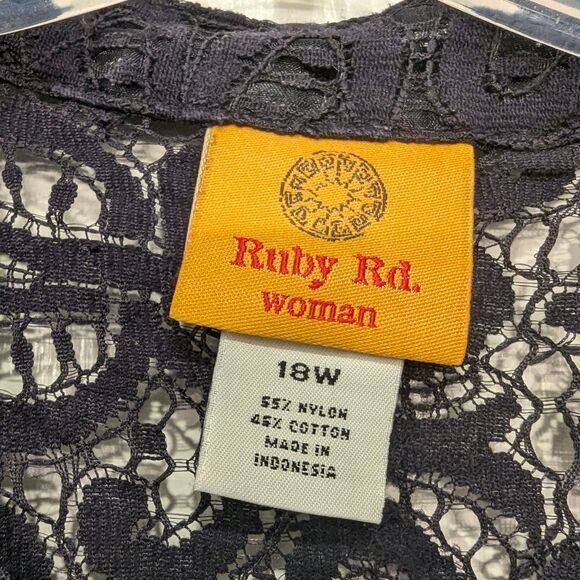 Ruby Rd.
woman
18W
55% NYLON
45% COTTON
MADE IN
INDONESIA